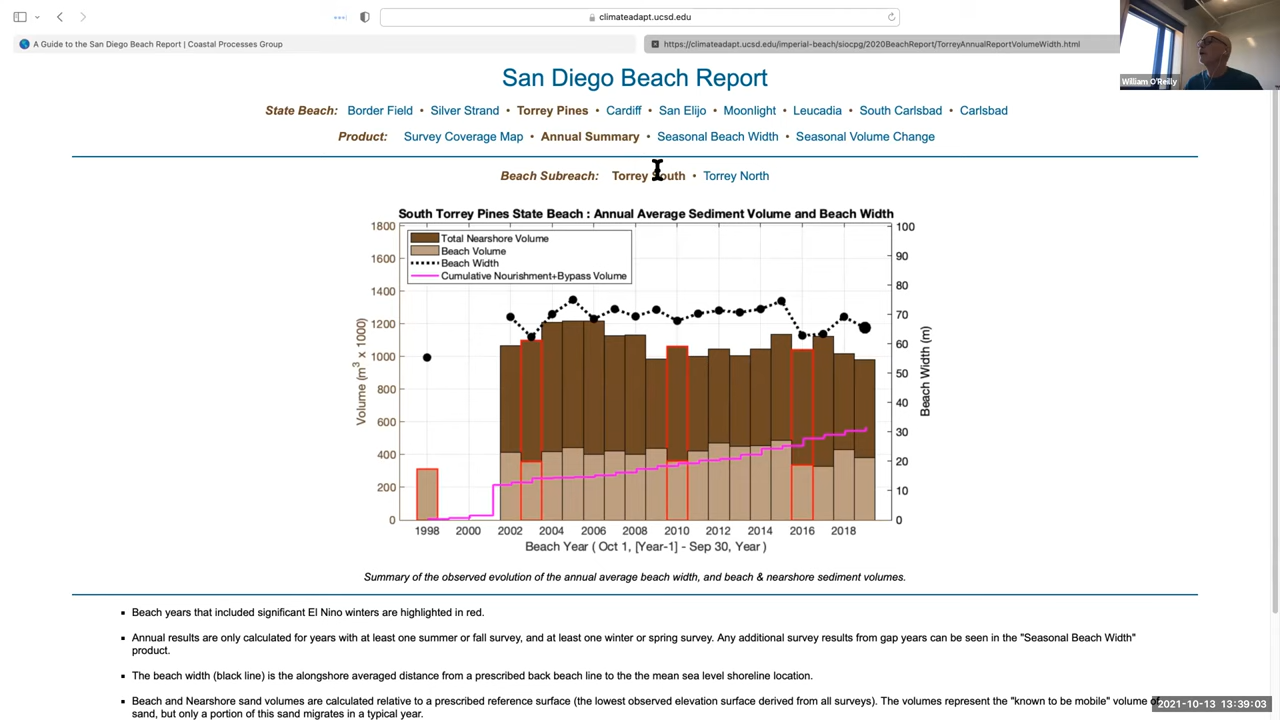 climateadapt.ucsd.edu
A Guide to the San Diego Beach Report | Coastal Processes Group
https://climateadapt.ucsd.edu/imperial-beach/siocpg/2020BeachReport/TorreyAnnualReportVolumeWidth.html
William O'Reilly
San Diego Beach Report
State Beach: Border Field • Silver Strand • Torrey Pines • Cardiff • San Elijo • Moonlight • Leucadia • South Carlsbad • Carlsbad
Product: Survey Coverage Map • Annual Summary • Seasonal Beach Width • Seasonal Volume Change
Beach Subreach: Torrey South • Torrey North
South Torrey Pines State Beach : Annual Average Sediment Volume and Beach Width
Total Nearshore Volume
Beach Volume
Beach Width
Cumulative Nourishment+Bypass Volume
1800
1600
1400
1200
1000
800
600
400
200
0
Volume (m³ x 1000)
100
90
80
70
60
50
40
30
20
10
0
Beach Width (m)
1998 2000 2002 2004 2006 2008 2010 2012 2014 2016 2018
Beach Year ( Oct 1, [Year-1] - Sep 30, Year )
Summary of the observed evolution of the annual average beach width, and beach & nearshore sediment volumes.
▪ Beach years that included significant El Nino winters are highlighted in red.
▪ Annual results are only calculated for years with at least one summer or fall survey, and at least one winter or spring survey. Any additional survey results from gap years can be seen in the "Seasonal Beach Width"
product.
▪ The beach width (black line) is the alongshore averaged distance from a prescribed back beach line to the the mean sea level shoreline location.
▪ Beach and Nearshore sand volumes are calculated relative to a prescribed reference surface (the lowest observed elevation surface derived from all surveys). The volumes represent the "known to be mobile" volume of
sand, but only a portion of this sand migrates in a typical year.
2021-10-13 13:39:03